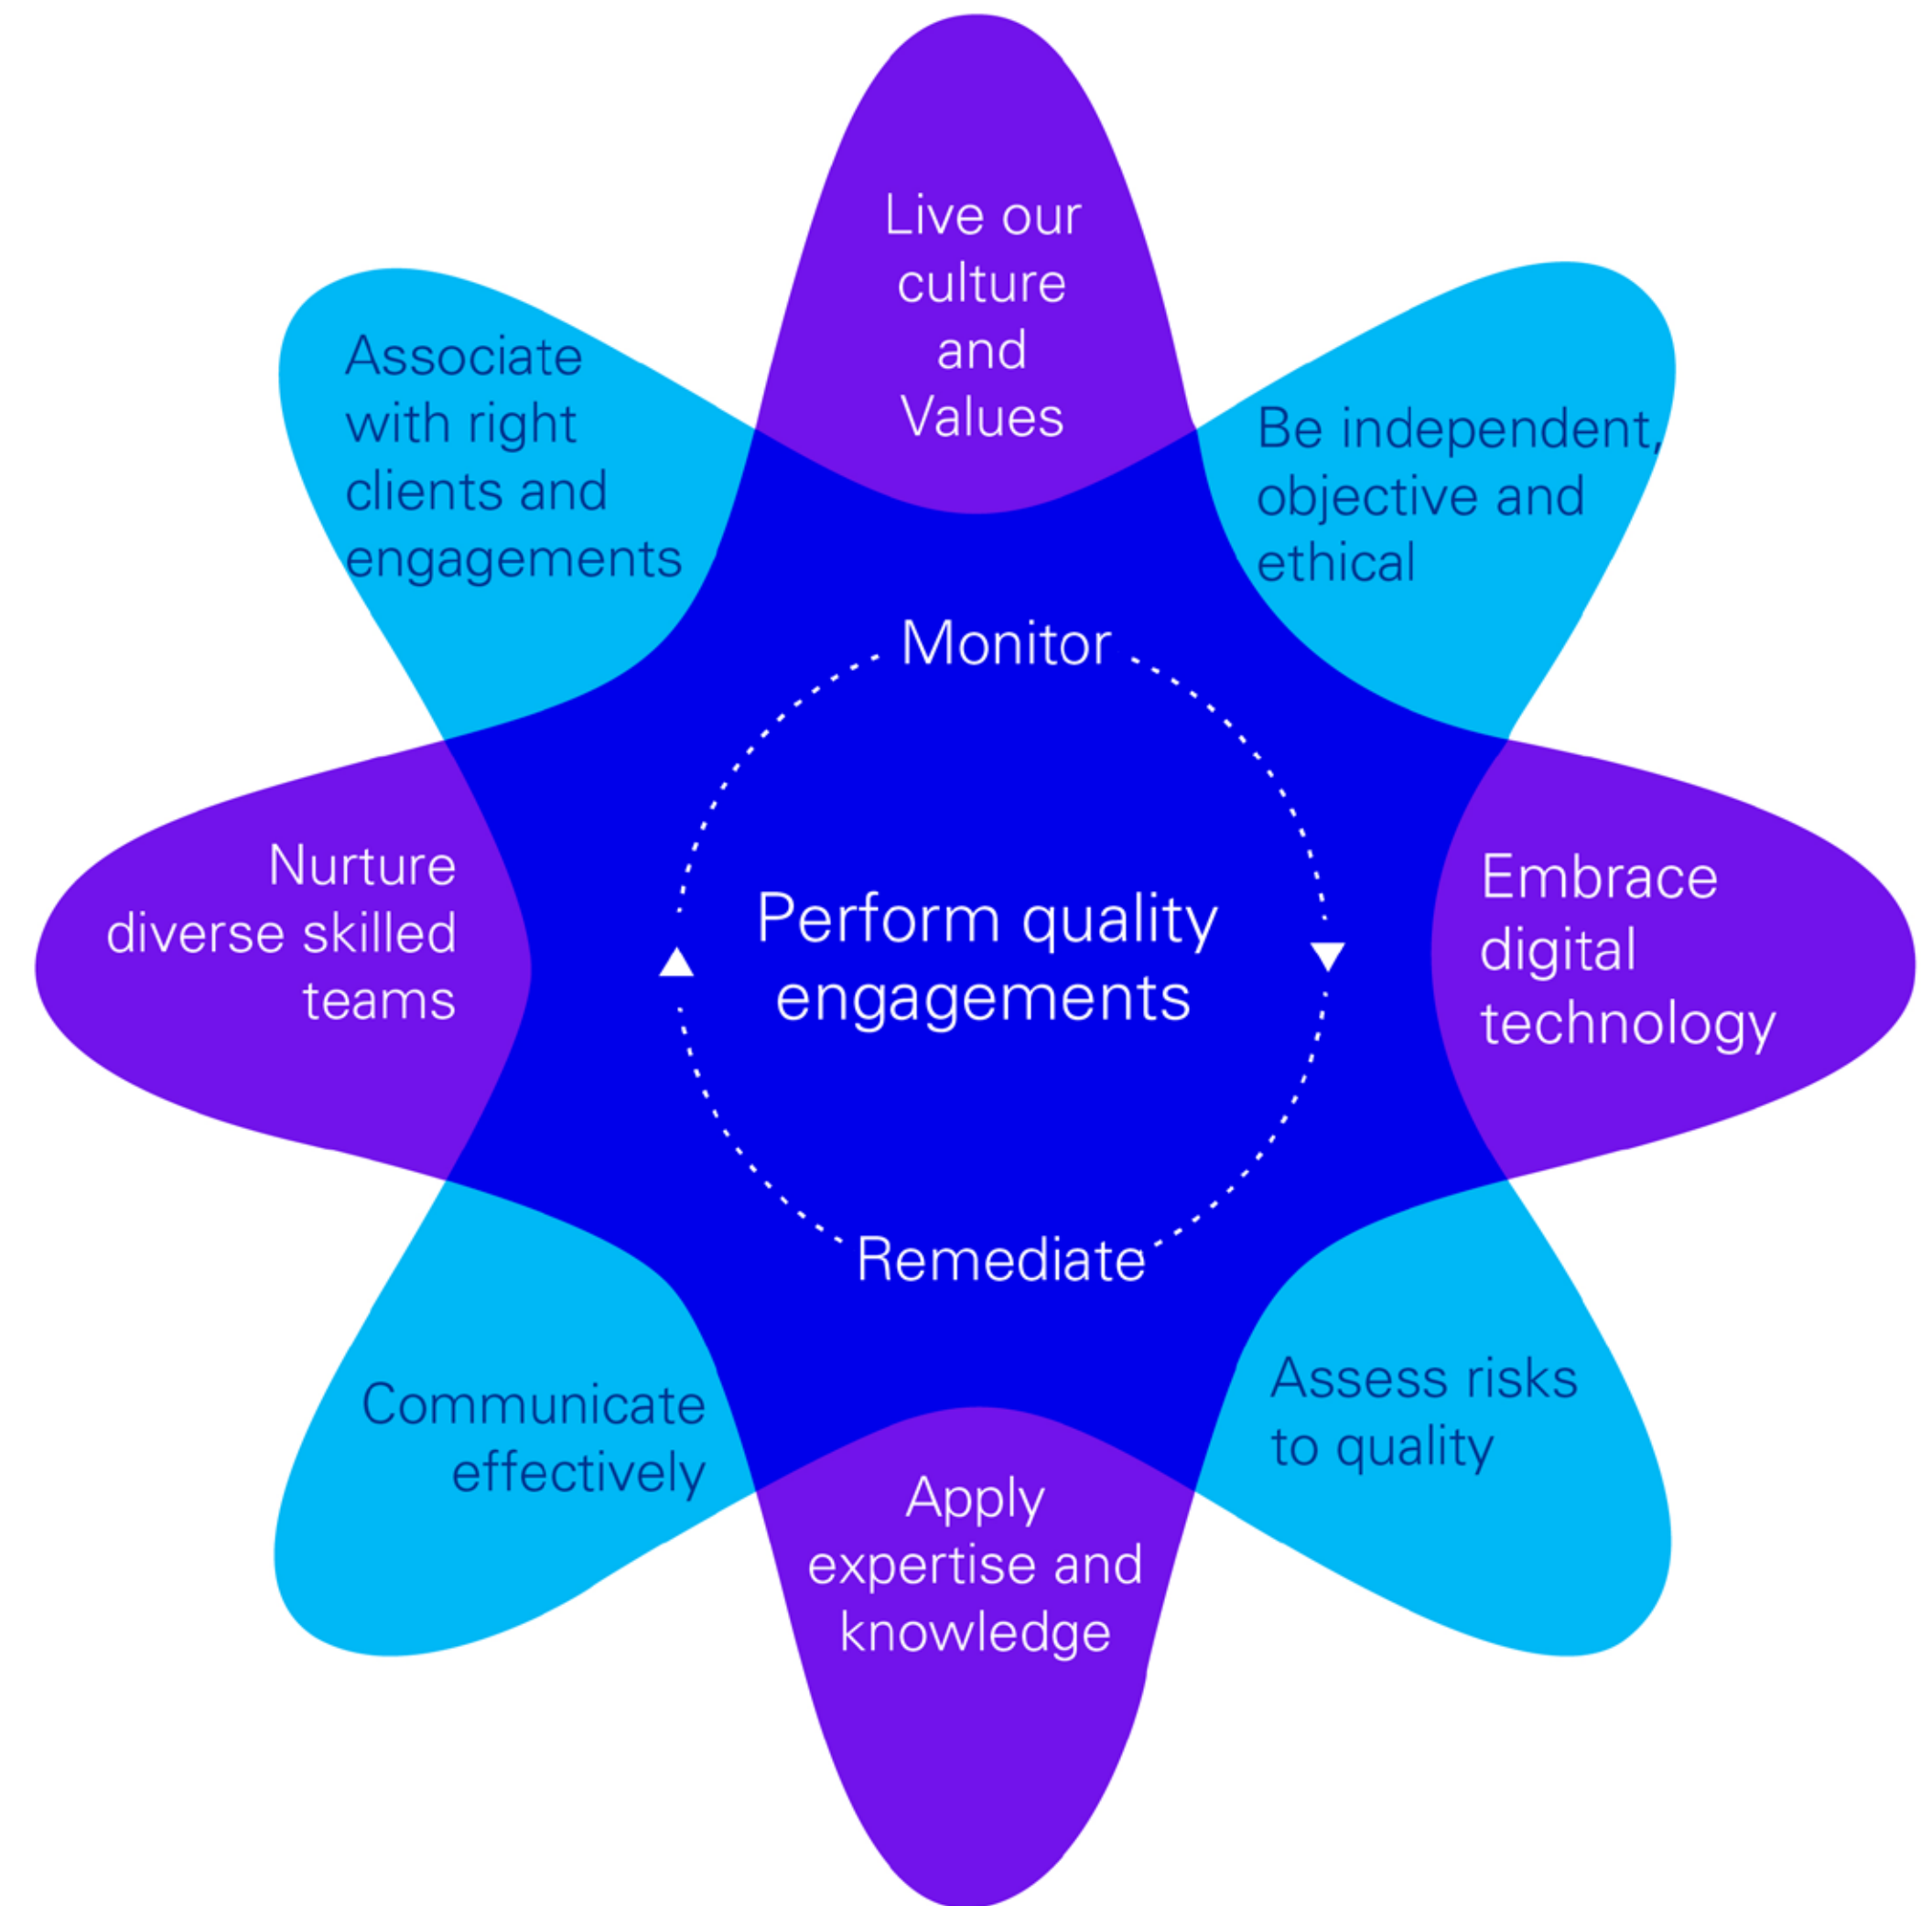 Live our
culture
and
Values
Be independent,
objective and
ethical
Embrace
digital
technology
Assess risks
to quality
Apply
expertise and
knowledge
Communicate
effectively
Nurture
diverse skilled
teams
Associate
with right
clients and
engagements
Monitor
Perform quality
engagements
Remediate